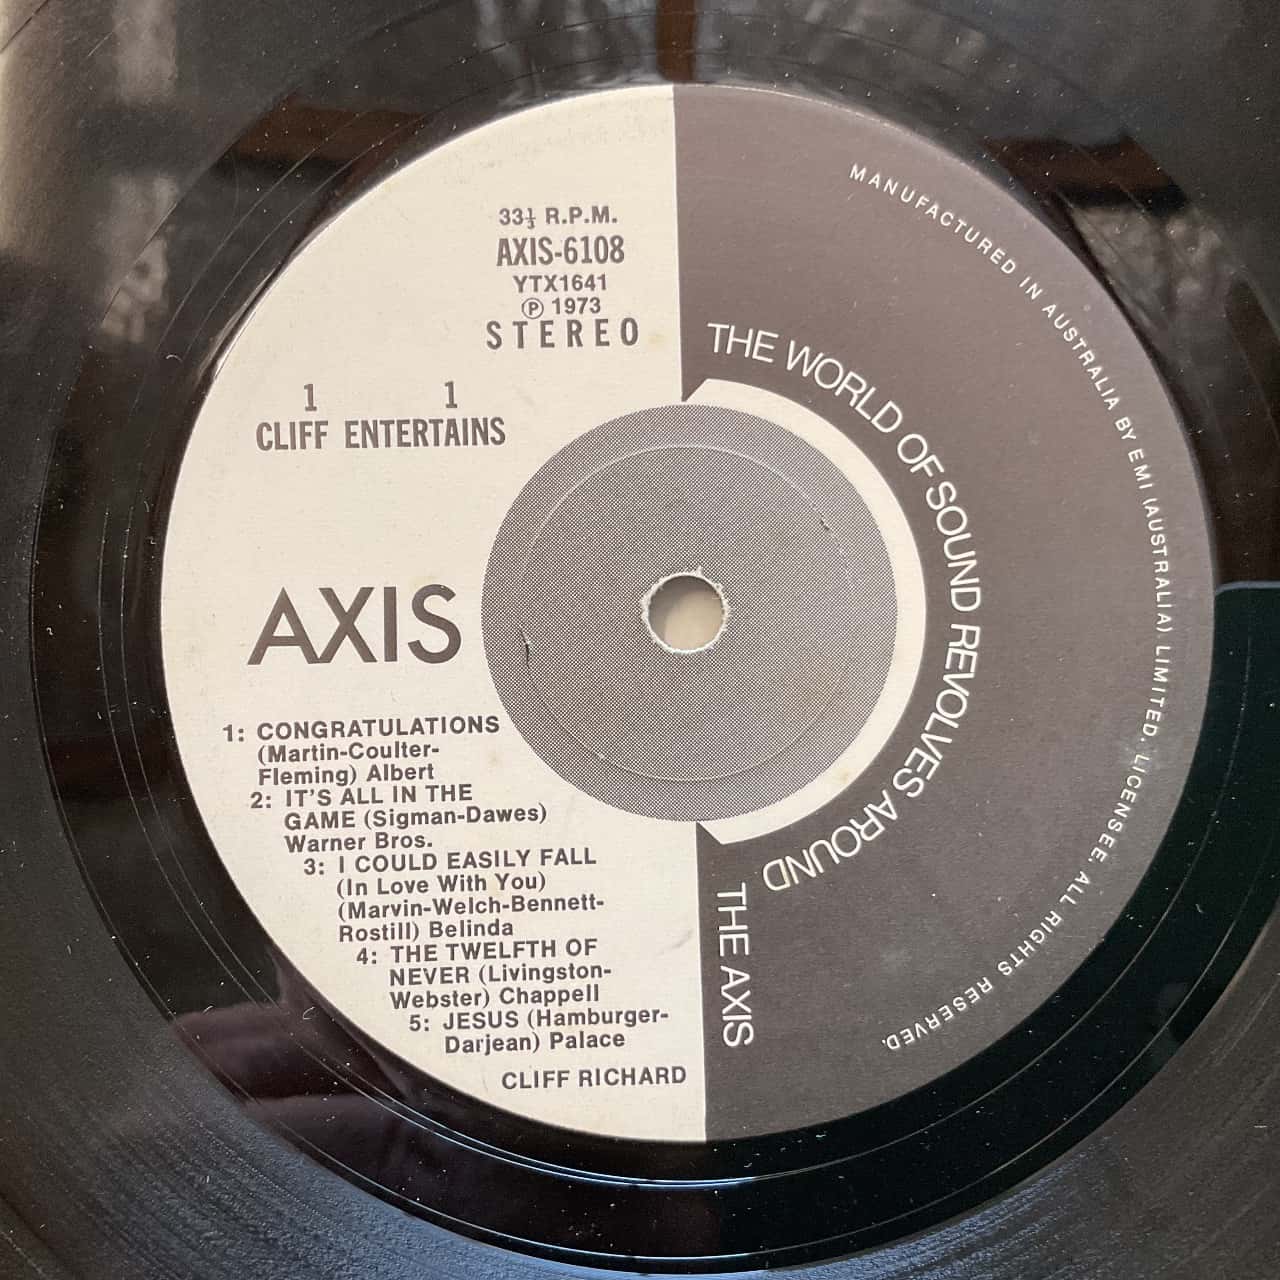 33⅓ R.P.M.
AXIS-6108
YTX1641
Ⓟ 1973
STEREO
1 1
CLIFF ENTERTAINS
AXIS
1: CONGRATULATIONS
(Martin-Coulter-
Fleming) Albert
2: IT'S ALL IN THE
GAME (Sigman-Dawes)
Warner Bros.
3: I COULD EASILY FALL
(In Love With You)
(Marvin-Welch-Bennett-
Rostill) Belinda
4: THE TWELFTH OF
NEVER (Livingston-
Webster) Chappell
5: JESUS (Hamburger-
Darjean) Palace
CLIFF RICHARD
THE WORLD OF SOUND REVOLVES AROUND
THE AXIS
MANUFACTURED IN AUSTRALIA BY EMI (AUSTRALIA) LIMITED. LICENSEE. ALL RIGHTS RESERVED.